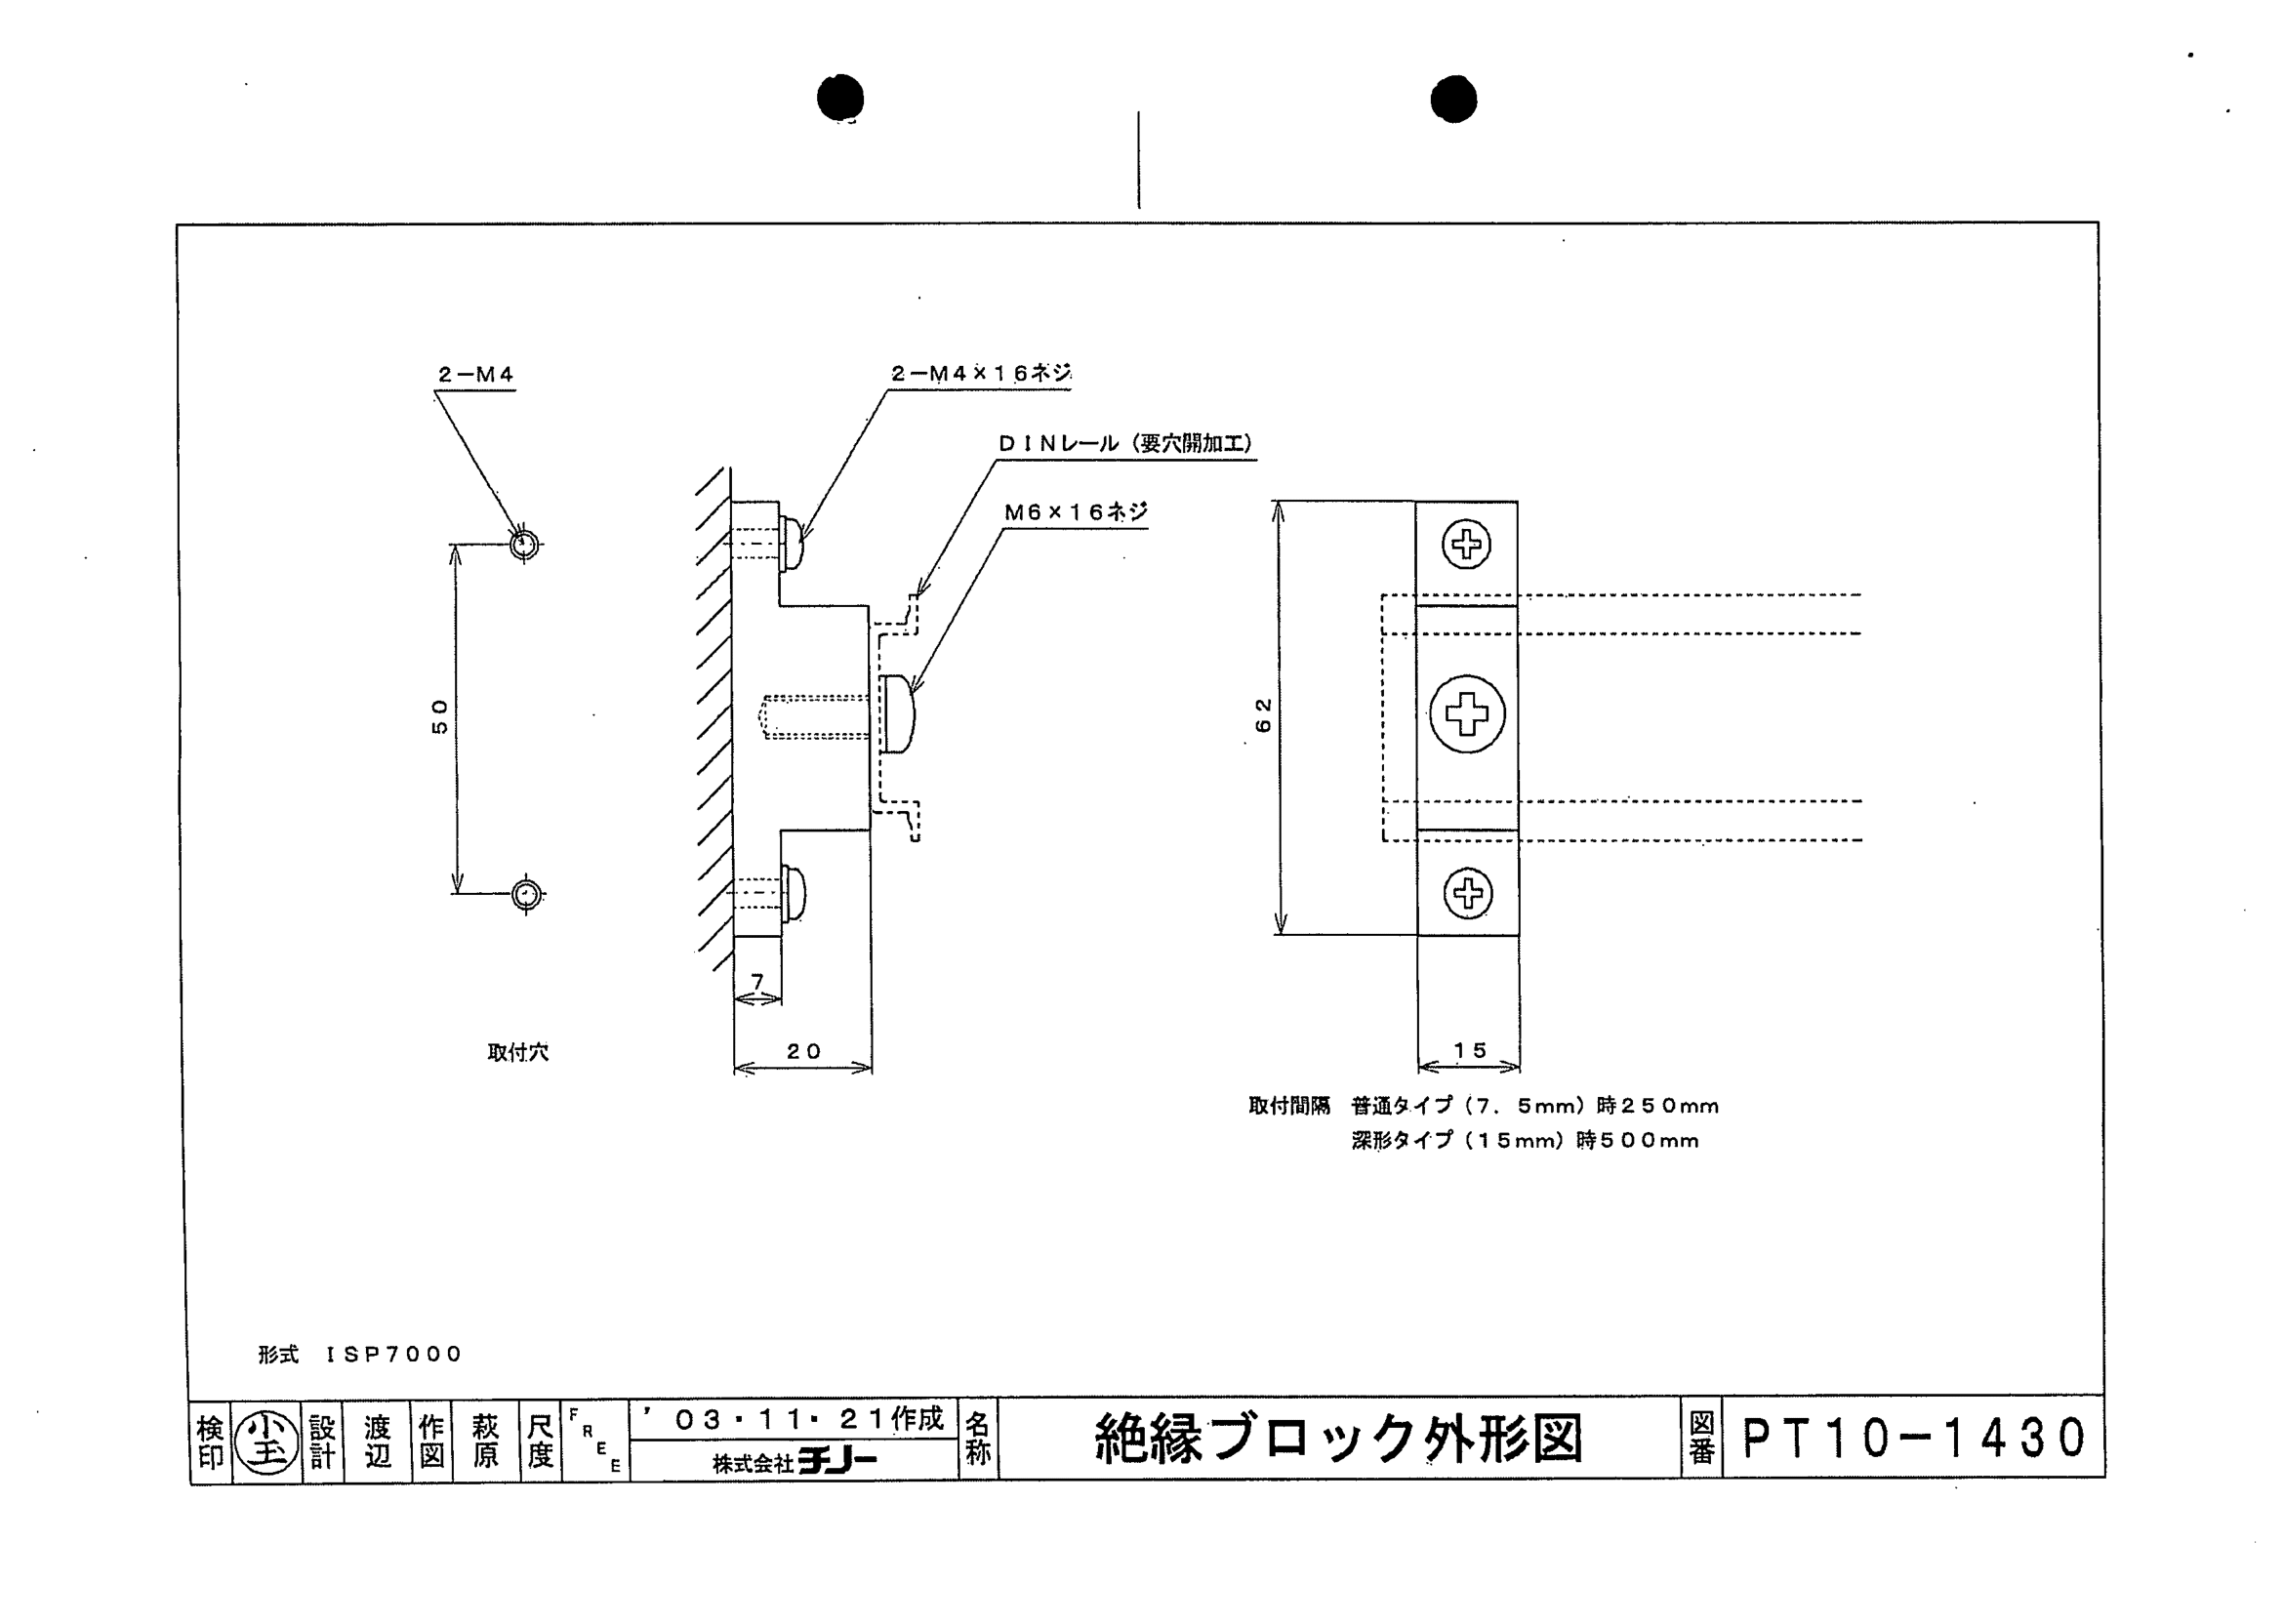 2－M4
2－M4×16ネジ
DINレール（要穴開加工）
M6×16ネジ
50
62
7
20
15
取付穴
取付間隔　普通タイプ（7．5mm）時250mm
深形タイプ（15mm）時500mm
形式　ISP7000
検印 小玉 設計 渡辺 作図 萩原 尺度 FREE
’03・11・21作成
株式会社チノー
名称 絶縁ブロック外形図
図番 PT10－1430